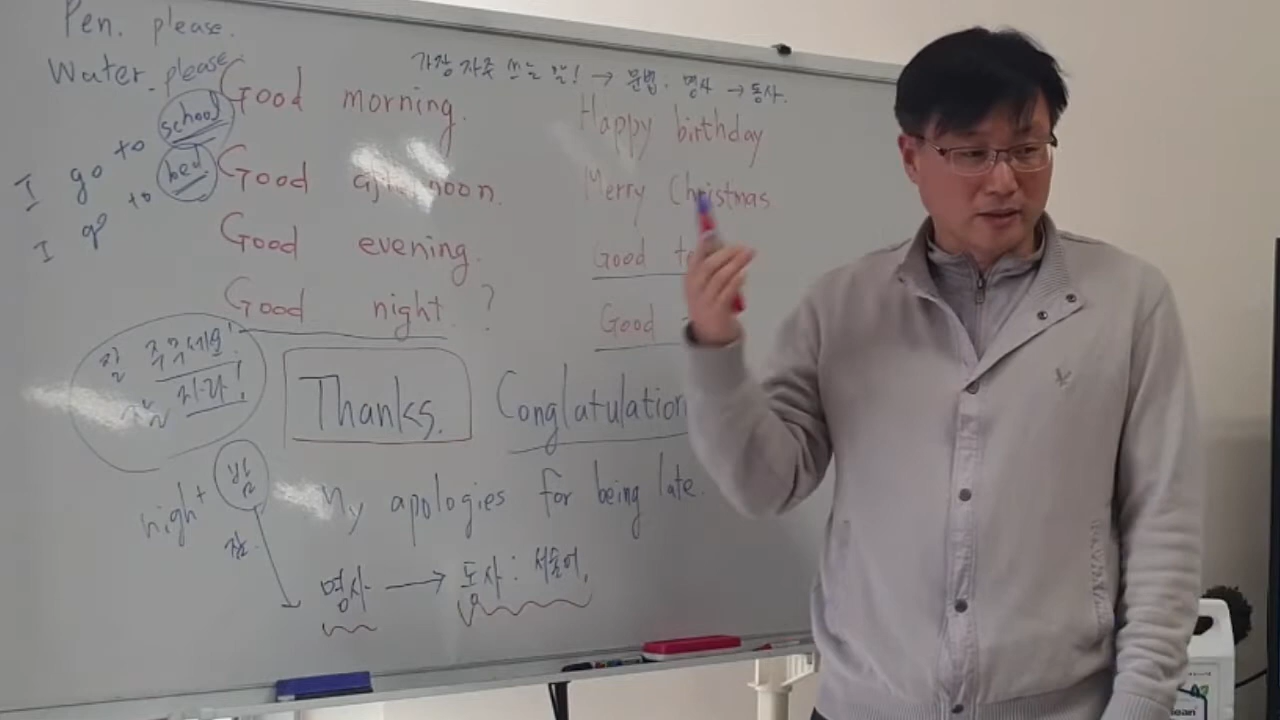 Pen. please.
Water. please.
I go to school
I go to bed
가장 자주 쓰는 말! → 문법. 명사 → 동사.
Good morning.
Good afternoon.
Good evening.
Good night. ?
Happy birthday
Merry Christmas
Good
Good
잘 주무세요!
잘 자라!
Thanks.
Conglatulation
night 밤
잠.
My apologies for being late.
명사 → 동사: 서술어.